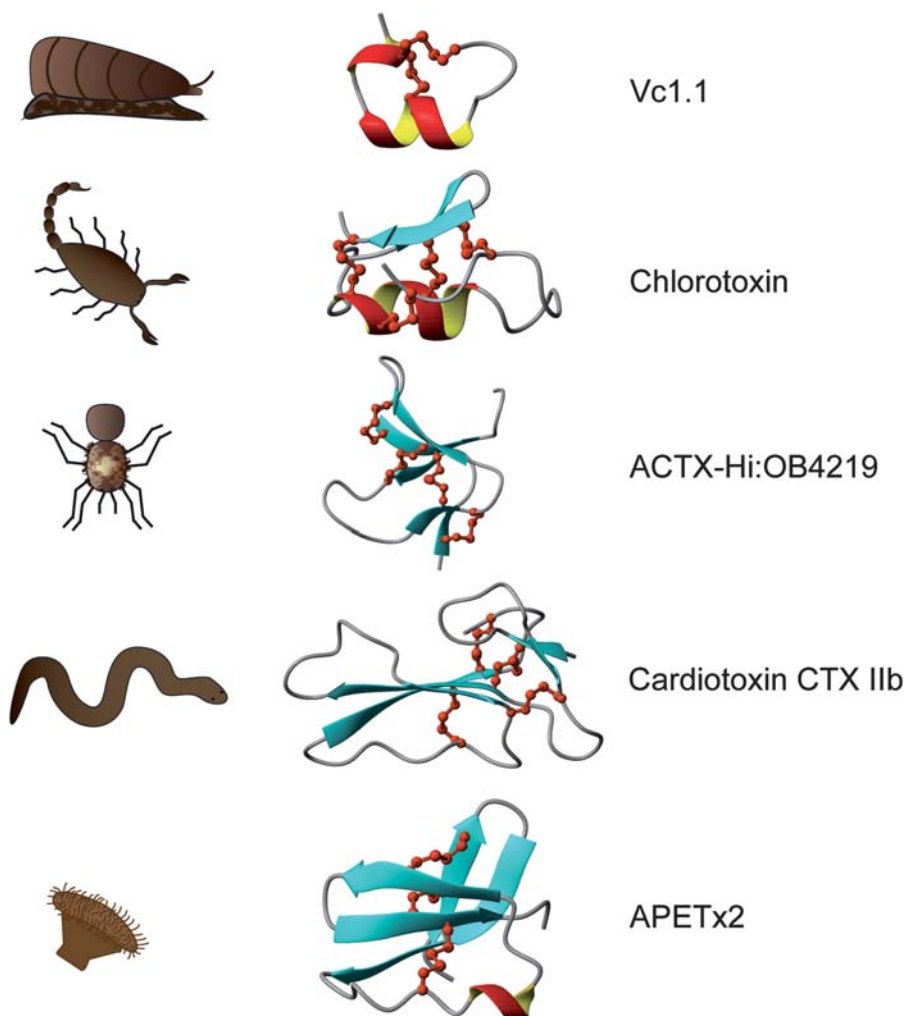 Vc1.1
Chlorotoxin
ACTX-Hi:OB4219
Cardiotoxin CTX IIb
APETx2